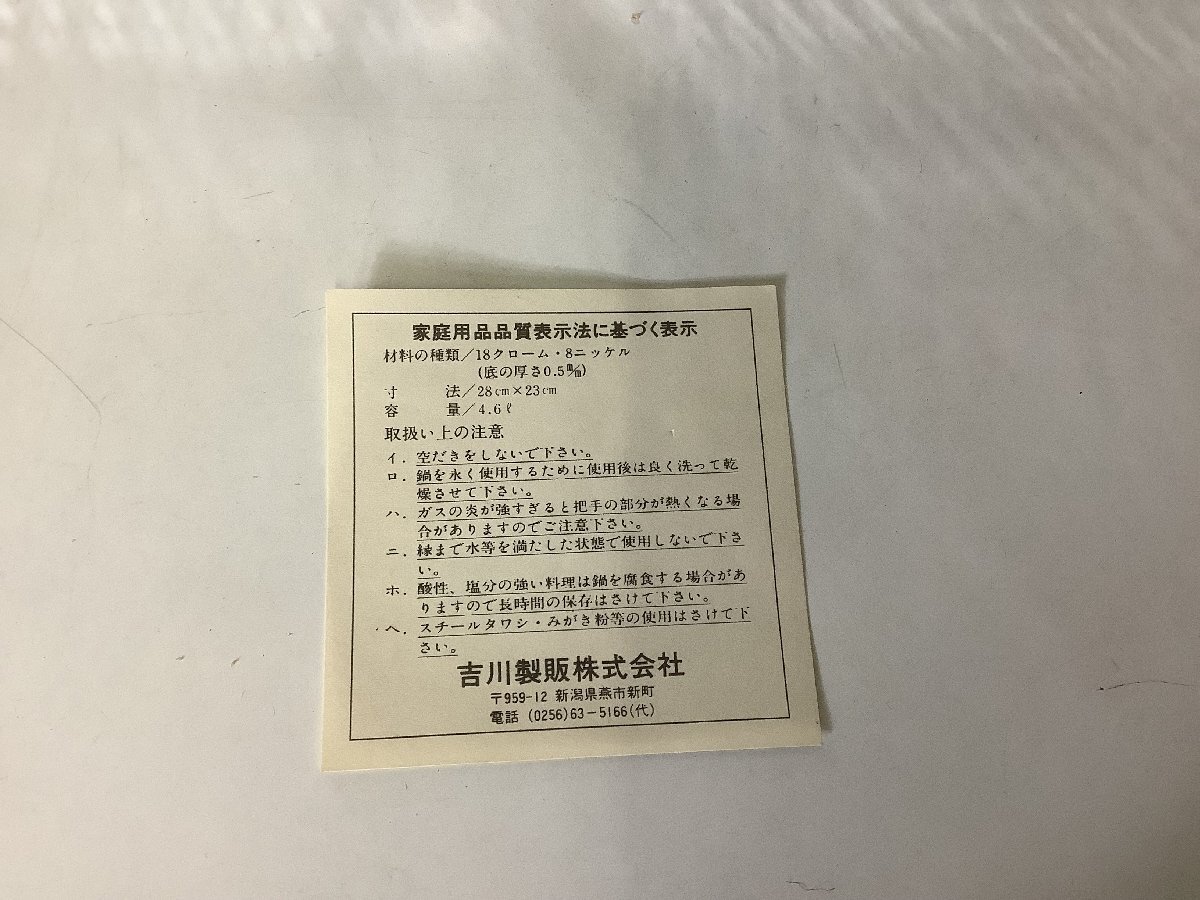 家庭用品品質表示法に基づく表示
材料の種類/18クローム・8ニッケル
(底の厚さ0.5㎜)
寸　　法/28cm×23cm
容　　量/4.6ℓ
取扱い上の注意
イ．空だきをしないで下さい。
ロ．鍋を永く使用するために使用後は良く洗って乾
燥させて下さい。
ハ．ガスの炎が強すぎると把手の部分が熱くなる場
合がありますのでご注意下さい。
ニ．縁まで水等を満たした状態で使用しないで下さ
い。
ホ．酸性、塩分の強い料理は鍋を腐食する場合があ
りますので長時間の保存はさけて下さい。
ヘ．スチールタワシ・みがき粉等の使用はさけて下
さい。
吉川製販株式会社
〒959-12 新潟県燕市新町
電話 (0256)63-5166(代)